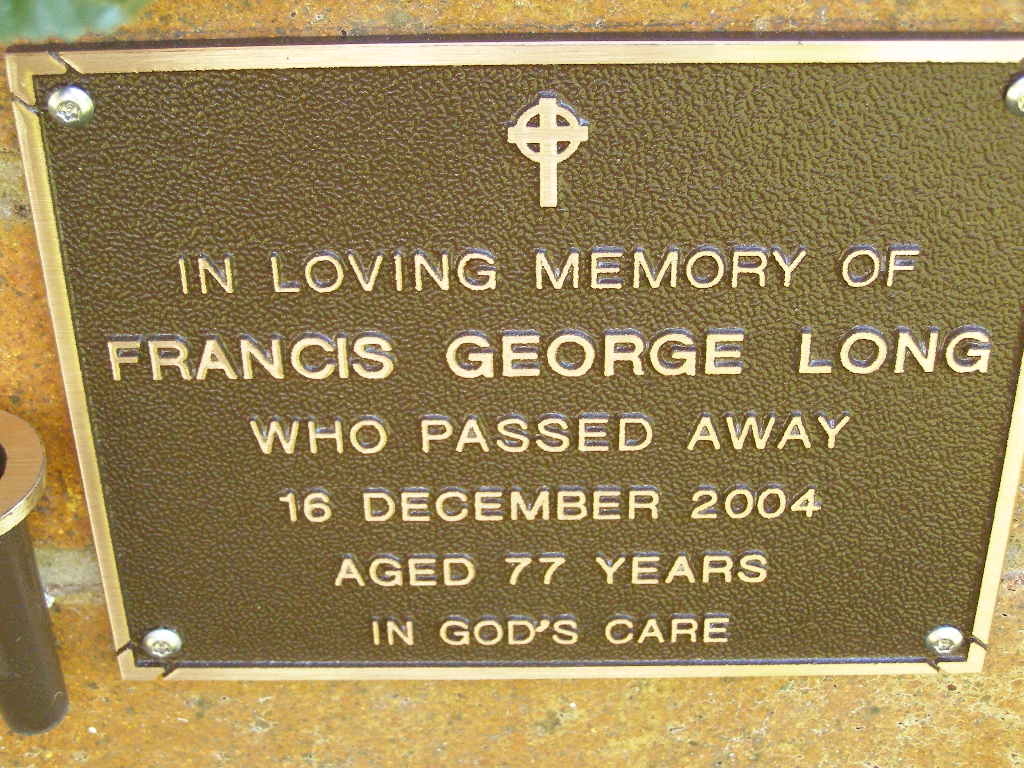 IN LOVING MEMORY OF
FRANCIS GEORGE LONG
WHO PASSED AWAY
16 DECEMBER 2004
AGED 77 YEARS
IN GOD'S CARE